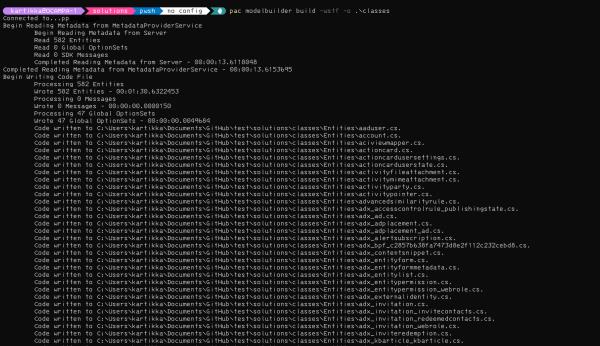 kartikka@OCAMPA-1 solutions pwsh no config pac modelbuilder build -wstf -o .\classes
Connected to...pp
Begin Reading Metadata from MetadataProviderService
Begin Reading Metadata from Server
Read 582 Entities
Read 0 Global OptionSets
Read 0 SDK Messages
Completed Reading Metadata from Server - 00:00:13.6118048
Completed Reading Metadata from MetadataProviderService - 00:00:13.6153695
Begin Writing Code File
Processing 582 Entities
Wrote 582 Entities - 00:01:30.6322453
Processing 0 Messages
Wrote 0 Messages - 00:00:00.0000150
Processing 47 Global OptionSets
Wrote 47 Global OptionSets - 00:00:00.0049684
Code written to C:\Users\kartikka\Documents\GitHub\test\solutions\classes\Entities\aaduser.cs.
Code written to C:\Users\kartikka\Documents\GitHub\test\solutions\classes\Entities\account.cs.
Code written to C:\Users\kartikka\Documents\GitHub\test\solutions\classes\Entities\aciviewmapper.cs.
Code written to C:\Users\kartikka\Documents\GitHub\test\solutions\classes\Entities\actioncard.cs.
Code written to C:\Users\kartikka\Documents\GitHub\test\solutions\classes\Entities\actioncardusersettings.cs.
Code written to C:\Users\kartikka\Documents\GitHub\test\solutions\classes\Entities\actioncarduserstate.cs.
Code written to C:\Users\kartikka\Documents\GitHub\test\solutions\classes\Entities\activityfileattachment.cs.
Code written to C:\Users\kartikka\Documents\GitHub\test\solutions\classes\Entities\activitymimeattachment.cs.
Code written to C:\Users\kartikka\Documents\GitHub\test\solutions\classes\Entities\activityparty.cs.
Code written to C:\Users\kartikka\Documents\GitHub\test\solutions\classes\Entities\activitypointer.cs.
Code written to C:\Users\kartikka\Documents\GitHub\test\solutions\classes\Entities\advancedsimilarityrule.cs.
Code written to C:\Users\kartikka\Documents\GitHub\test\solutions\classes\Entities\adx_accesscontrolrule_publishingstate.cs.
Code written to C:\Users\kartikka\Documents\GitHub\test\solutions\classes\Entities\adx_ad.cs.
Code written to C:\Users\kartikka\Documents\GitHub\test\solutions\classes\Entities\adx_adplacement.cs.
Code written to C:\Users\kartikka\Documents\GitHub\test\solutions\classes\Entities\adx_adplacement_ad.cs.
Code written to C:\Users\kartikka\Documents\GitHub\test\solutions\classes\Entities\adx_alertsubscription.cs.
Code written to C:\Users\kartikka\Documents\GitHub\test\solutions\classes\Entities\adx_bpf_c2857b638fa7473d8e2f112c232cebd8.cs.
Code written to C:\Users\kartikka\Documents\GitHub\test\solutions\classes\Entities\adx_contentsnippet.cs.
Code written to C:\Users\kartikka\Documents\GitHub\test\solutions\classes\Entities\adx_entityform.cs.
Code written to C:\Users\kartikka\Documents\GitHub\test\solutions\classes\Entities\adx_entityformmetadata.cs.
Code written to C:\Users\kartikka\Documents\GitHub\test\solutions\classes\Entities\adx_entitylist.cs.
Code written to C:\Users\kartikka\Documents\GitHub\test\solutions\classes\Entities\adx_entitypermission.cs.
Code written to C:\Users\kartikka\Documents\GitHub\test\solutions\classes\Entities\adx_entitypermission_webrole.cs.
Code written to C:\Users\kartikka\Documents\GitHub\test\solutions\classes\Entities\adx_externalidentity.cs.
Code written to C:\Users\kartikka\Documents\GitHub\test\solutions\classes\Entities\adx_invitation.cs.
Code written to C:\Users\kartikka\Documents\GitHub\test\solutions\classes\Entities\adx_invitation_invitecontacts.cs.
Code written to C:\Users\kartikka\Documents\GitHub\test\solutions\classes\Entities\adx_invitation_redeemedcontacts.cs.
Code written to C:\Users\kartikka\Documents\GitHub\test\solutions\classes\Entities\adx_invitation_webrole.cs.
Code written to C:\Users\kartikka\Documents\GitHub\test\solutions\classes\Entities\adx_inviteredemption.cs.
Code written to C:\Users\kartikka\Documents\GitHub\test\solutions\classes\Entities\adx_kbarticle_kbarticle.cs.